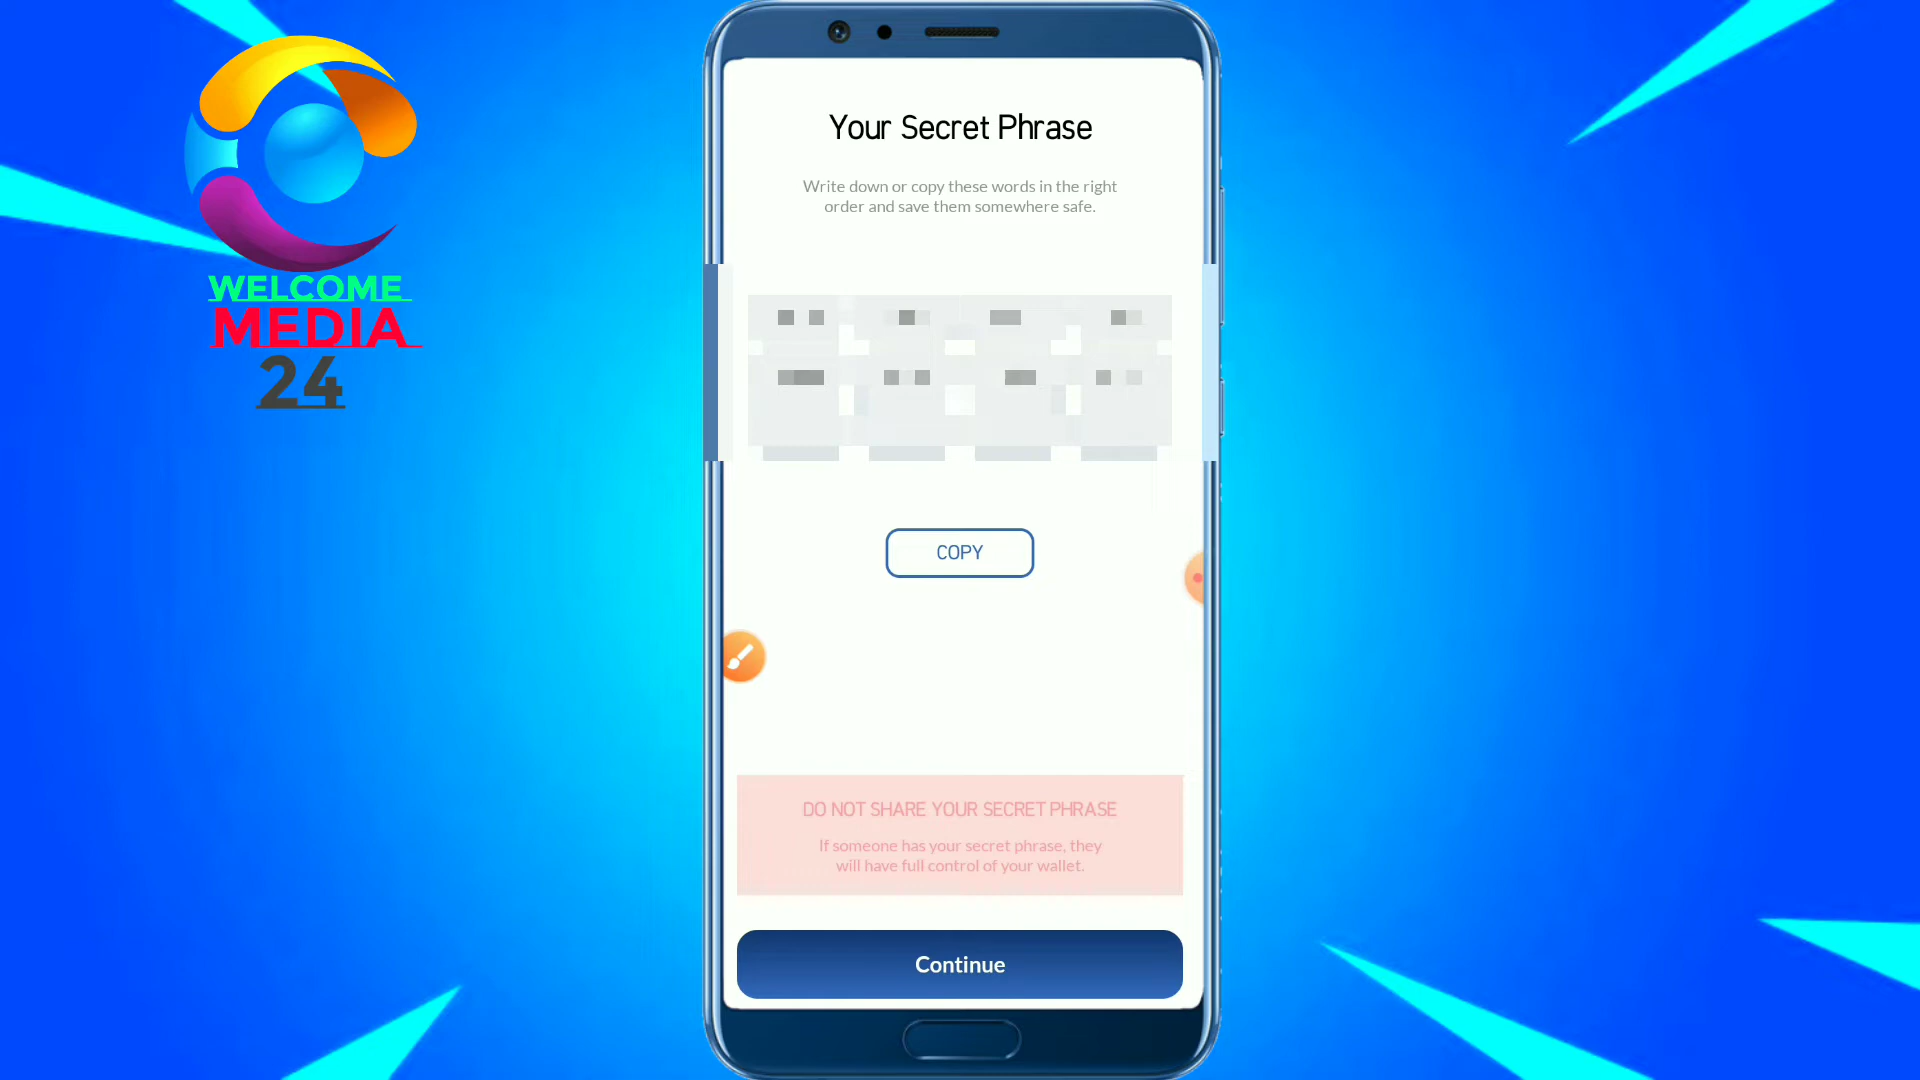 WELCOME
MEDIA
24
Your Secret Phrase
Write down or copy these words in the right
order and save them somewhere safe.
COPY
DO NOT SHARE YOUR SECRET PHRASE
If someone has your secret phrase, they
will have full control of your wallet.
Continue